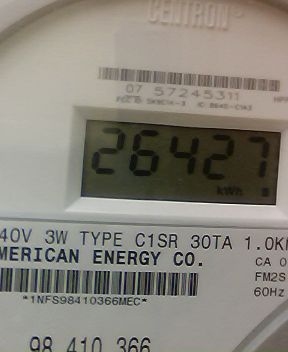 CENTRON
07 57245311
26427
kWh
40V 3W TYPE C1SR 30TA 1.0K
MERICAN ENERGY CO.
CA 0
FM2S
60Hz
*1NFS98410366MEC*
98 410 366